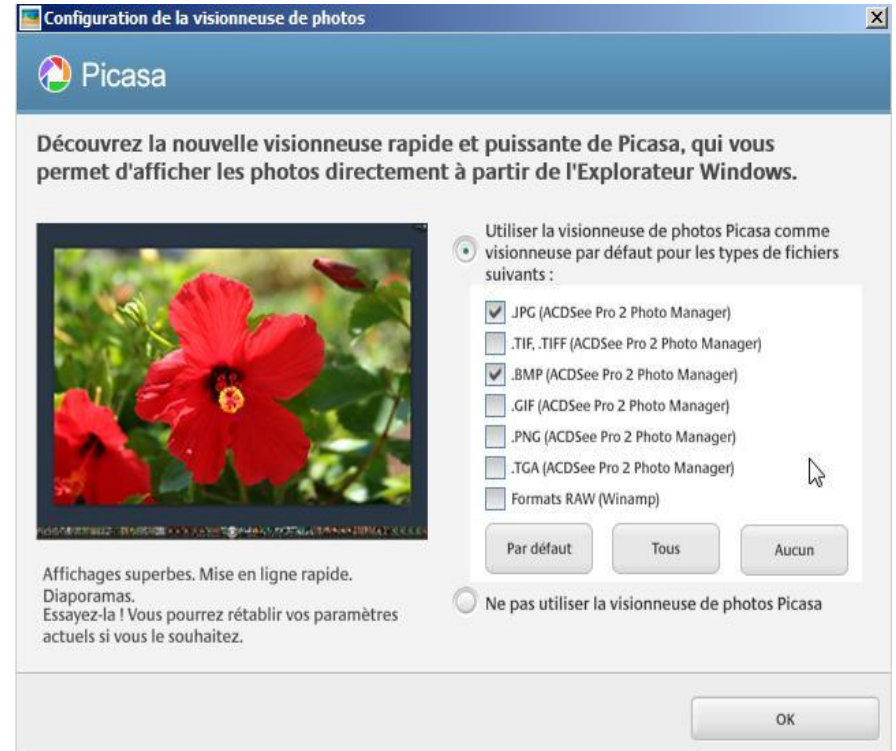 Configuration de la visionneuse de photos
Picasa
Découvrez la nouvelle visionneuse rapide et puissante de Picasa, qui vous
permet d'afficher les photos directement à partir de l'Explorateur Windows.
Utiliser la visionneuse de photos Picasa comme
visionneuse par défaut pour les types de fichiers
suivants :
.JPG (ACDSee Pro 2 Photo Manager)
.TIF, .TIFF (ACDSee Pro 2 Photo Manager)
.BMP (ACDSee Pro 2 Photo Manager)
.GIF (ACDSee Pro 2 Photo Manager)
.PNG (ACDSee Pro 2 Photo Manager)
.TGA (ACDSee Pro 2 Photo Manager)
Formats RAW (Winamp)
Par défaut
Tous
Aucun
Ne pas utiliser la visionneuse de photos Picasa
Affichages superbes. Mise en ligne rapide.
Diaporamas.
Essayez-la ! Vous pourrez rétablir vos paramètres
actuels si vous le souhaitez.
OK